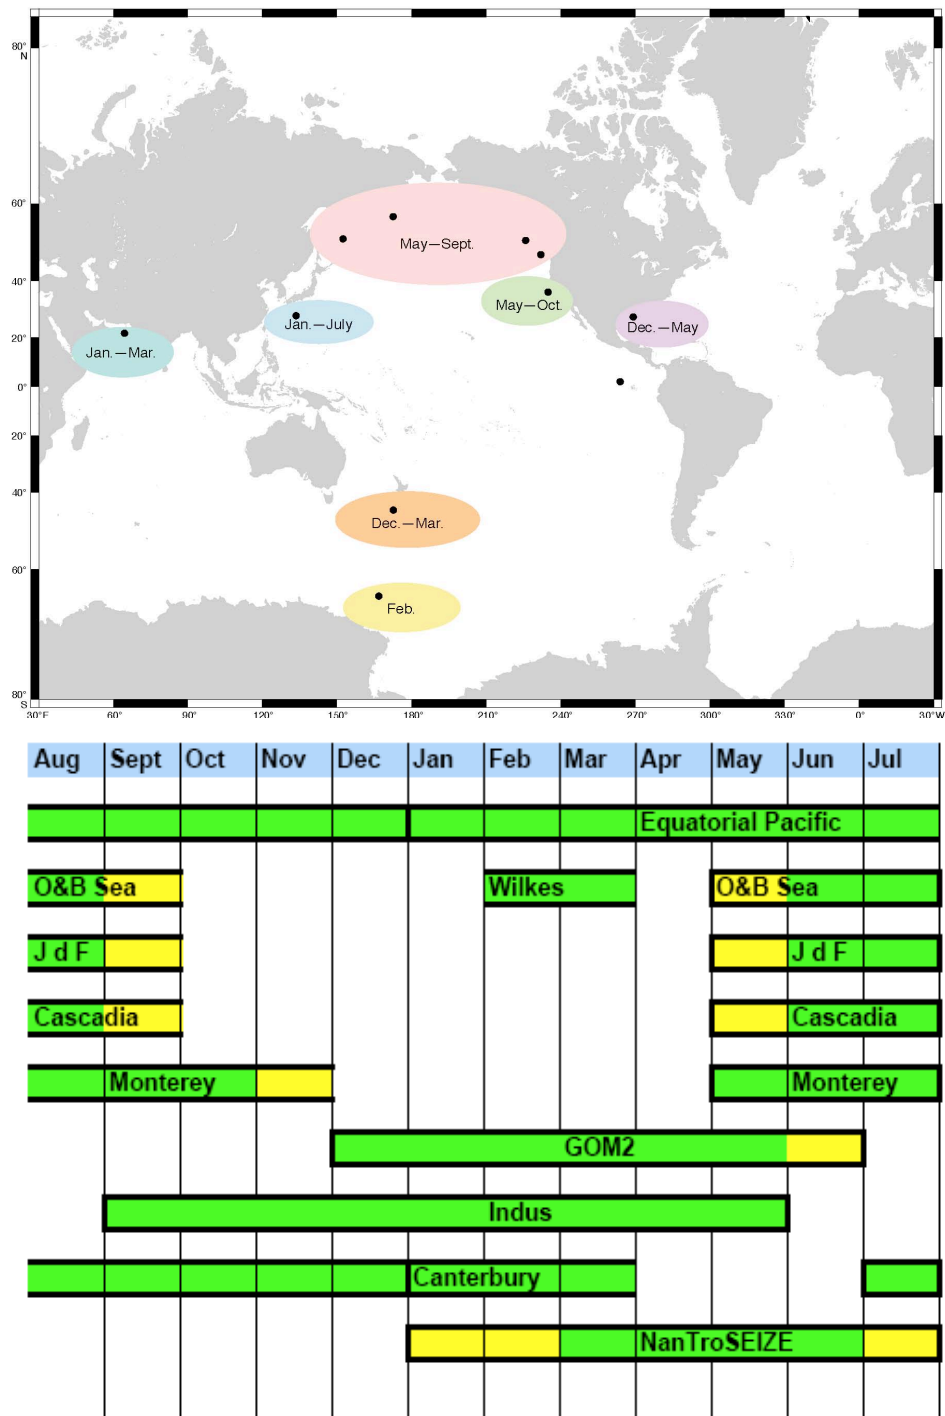 80°
N
60°
May—Sept.
40°
May—Oct.
Jan.—July
Dec.—May
20°
Jan.—Mar.
0°
20°
40°
Dec.—Mar.
60°
Feb.
80°
S
30°E 60° 90° 120° 150° 180° 210° 240° 270° 300° 330° 0° 30°W
Aug Sept Oct Nov Dec Jan Feb Mar Apr May Jun Jul
Equatorial Pacific
O&B Sea Wilkes O&B Sea
J d F J d F
Cascadia Cascadia
Monterey Monterey
GOM2
Indus
Canterbury
NanTroSEIZE